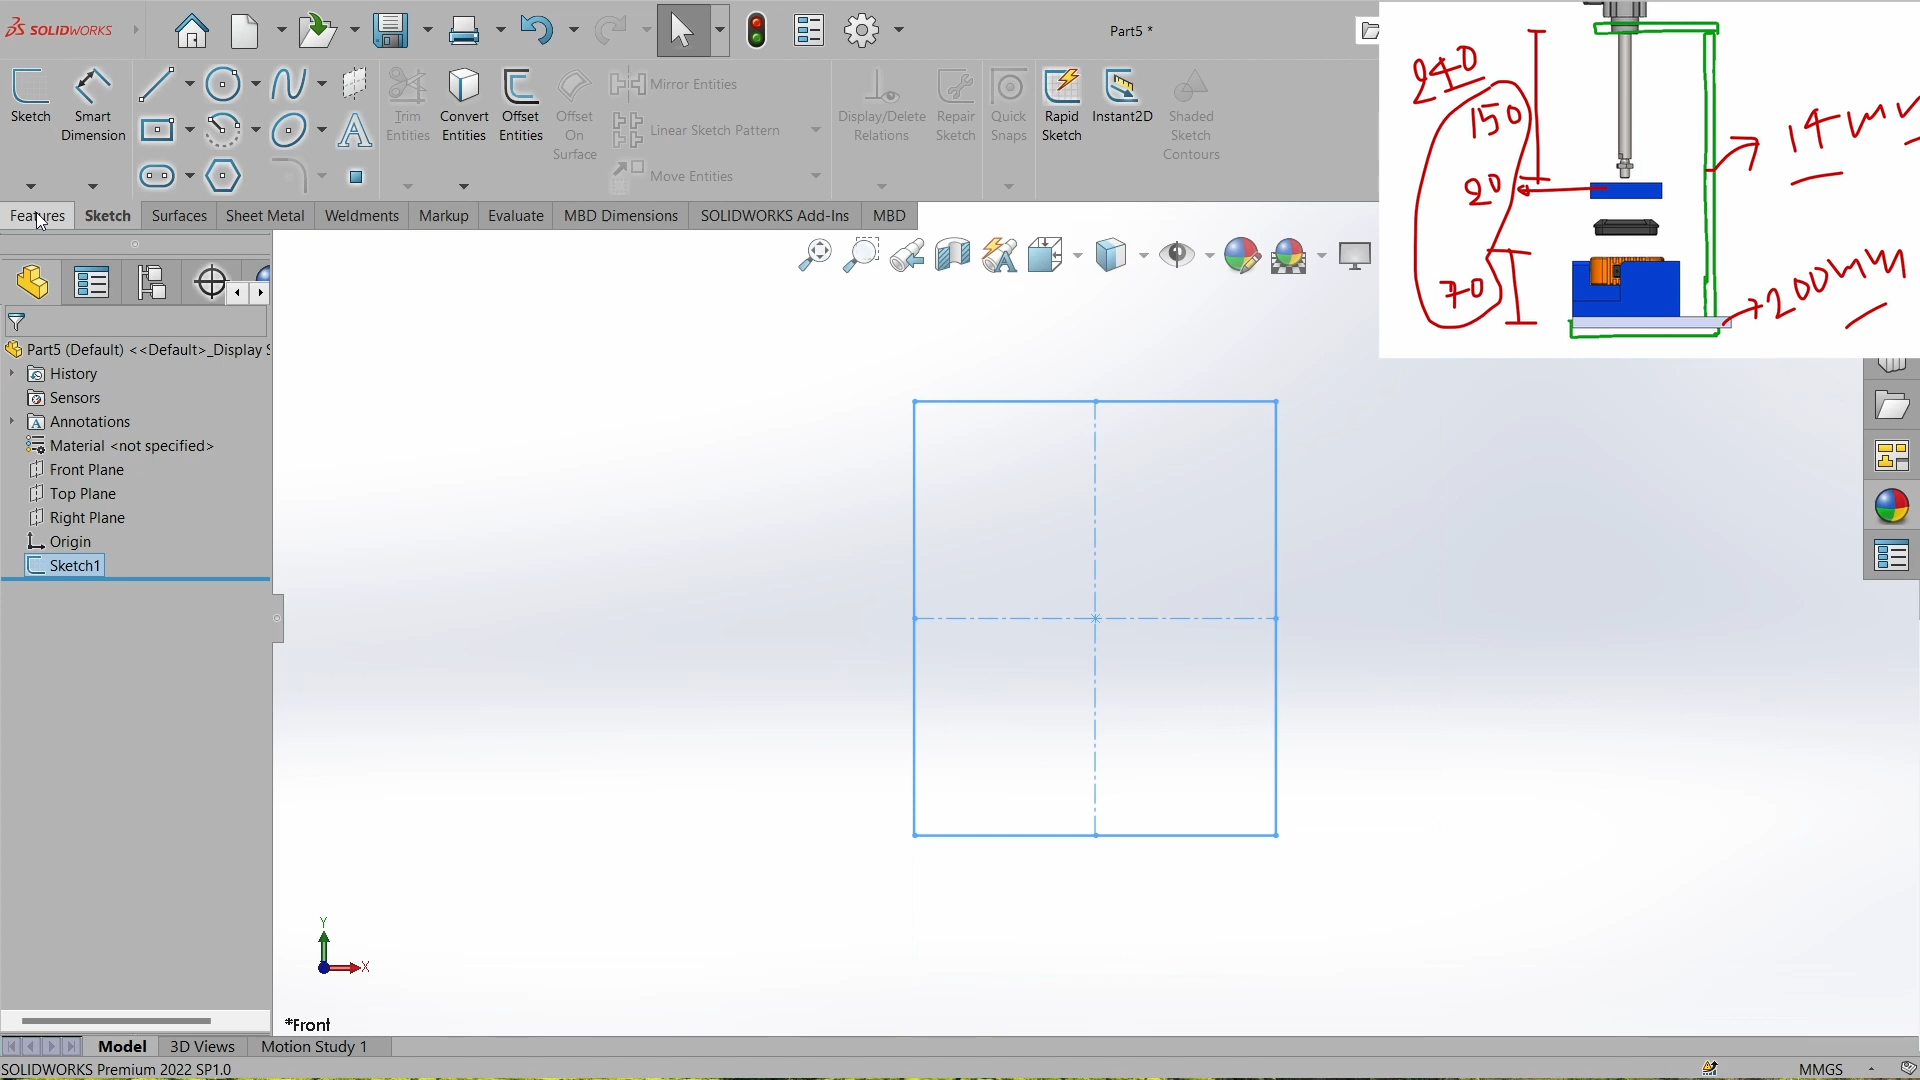 SOLIDWORKS
Part5 *
Sketch
Smart Dimension
Trim Entities
Convert Entities
Offset Entities
Offset On Surface
Mirror Entities
Linear Sketch Pattern
Move Entities
Display/Delete Relations
Repair Sketch
Quick Snaps
Rapid Sketch
Instant2D
Shaded Sketch Contours
Features
Sketch
Surfaces
Sheet Metal
Weldments
Markup
Evaluate
MBD Dimensions
SOLIDWORKS Add-Ins
MBD
240
150
20
70
200mm
Part5 (Default) <<Default>_Display S
History
Sensors
Annotations
Material <not specified>
Front Plane
Top Plane
Right Plane
Origin
Sketch1
Y
X
*Front
Model
3D Views
Motion Study 1
SOLIDWORKS Premium 2022 SP1.0
MMGS